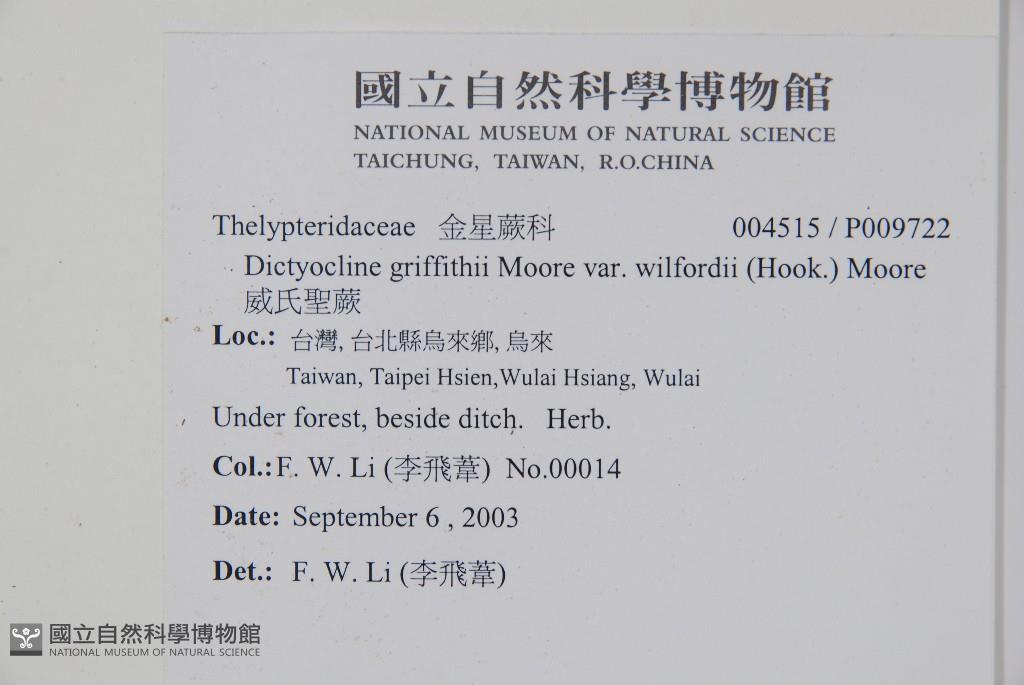 國立自然科學博物館
NATIONAL MUSEUM OF NATURAL SCIENCE
TAICHUNG, TAIWAN, R.O.CHINA
Thelypteridaceae 金星蕨科 004515 / P009722
Dictyocline griffithii Moore var. wilfordii (Hook.) Moore
威氏聖蕨
Loc.: 台灣, 台北縣烏來鄉, 烏來
Taiwan, Taipei Hsien,Wulai Hsiang, Wulai
Under forest, beside ditch. Herb.
Col.: F. W. Li (李飛葦) No.00014
Date: September 6 , 2003
Det.: F. W. Li (李飛葦)
國立自然科學博物館
NATIONAL MUSEUM OF NATURAL SCIENCE